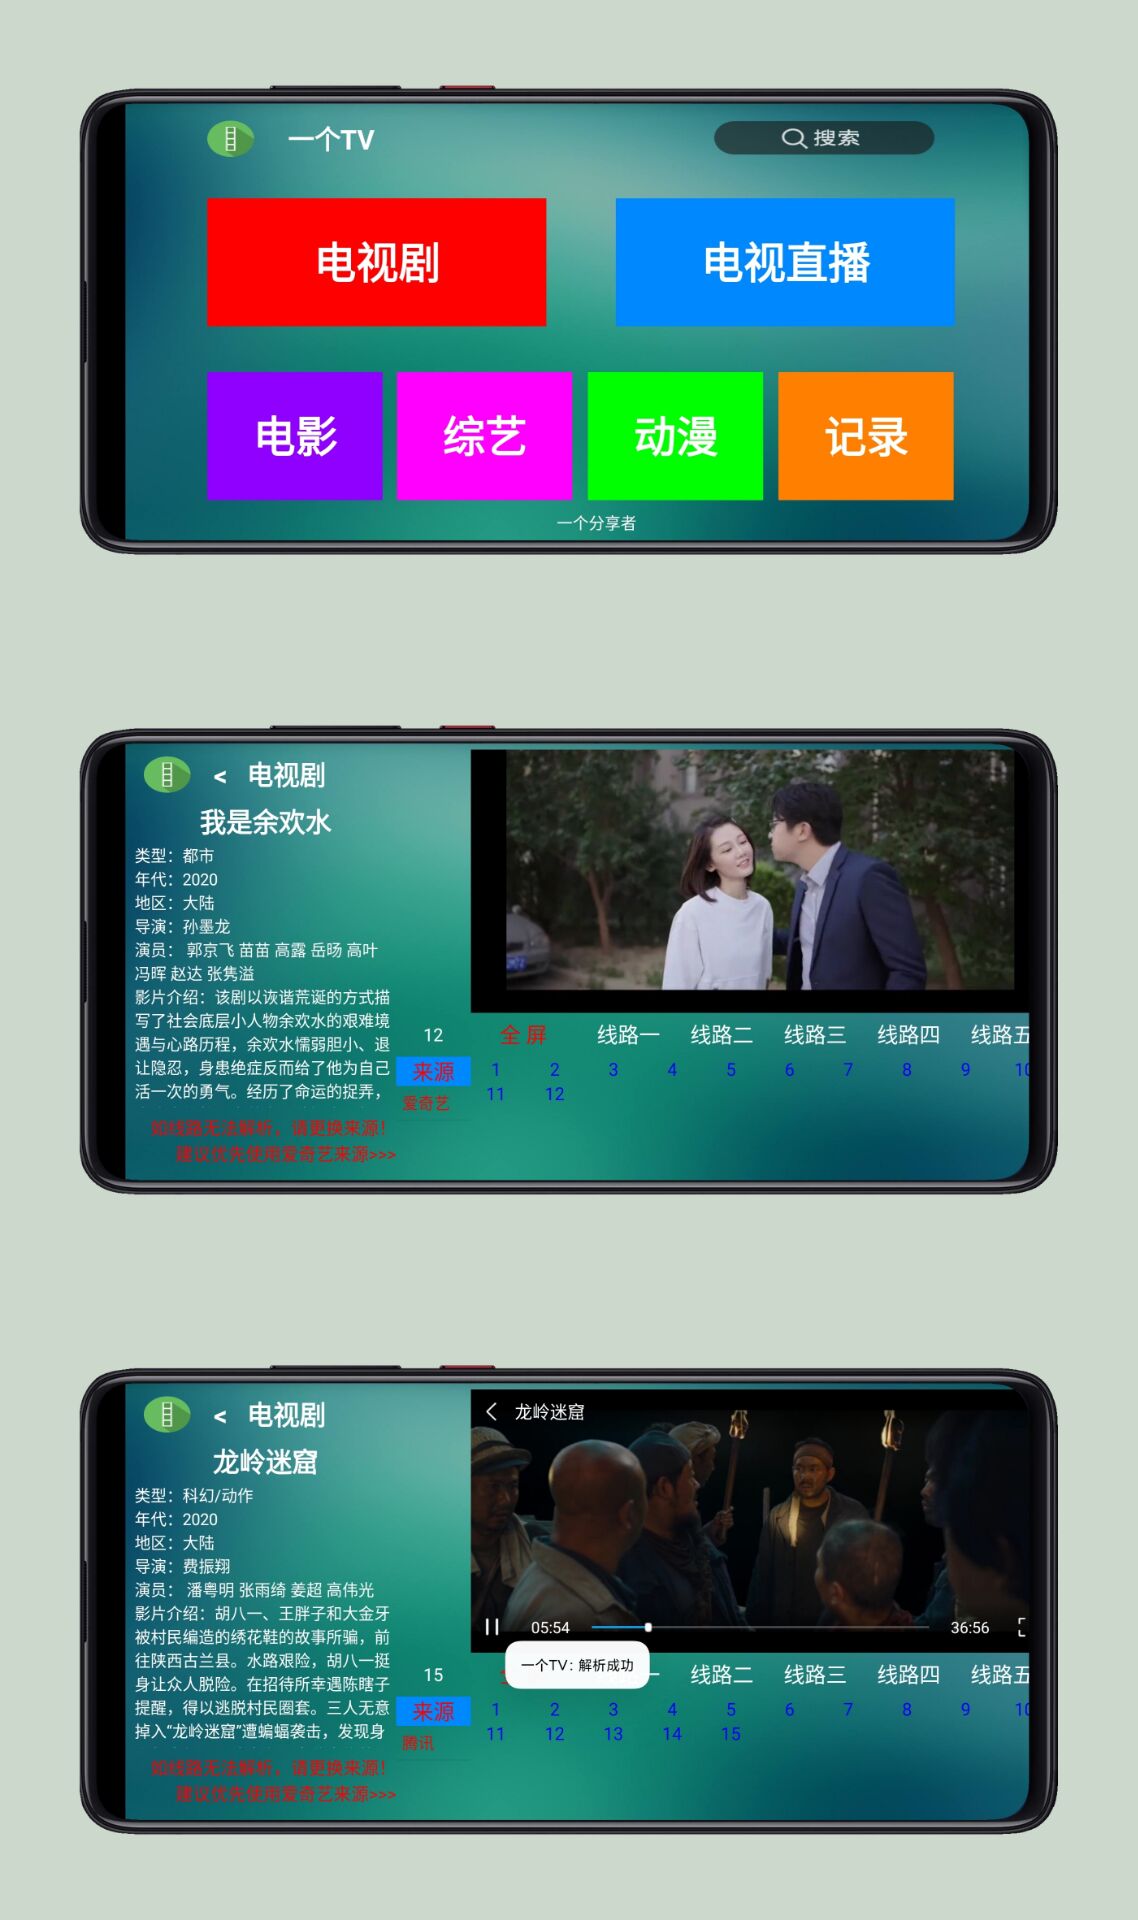 一个TV
搜索
电视剧
电视直播
电影
综艺
动漫
记录
一个分享者
< 电视剧
我是余欢水
类型：都市
年代：2020
地区：大陆
导演：孙墨龙
演员： 郭京飞 苗苗 高露 岳旸 高叶
冯晖 赵达 张隽溢
影片介绍：该剧以诙谐荒诞的方式描
写了社会底层小人物余欢水的艰难境
遇与心路历程，余欢水懦弱胆小、退
让隐忍，身患绝症反而给了他为自己
活一次的勇气。经历了命运的捉弄，
如线路无法解析，请更换来源！
建议优先使用爱奇艺来源>>>
12
来源
爱奇艺
全 屏 线路一 线路二 线路三 线路四 线路五
1 2 3 4 5 6 7 8 9 10
11 12
< 电视剧
龙岭迷窟
类型：科幻/动作
年代：2020
地区：大陆
导演：费振翔
演员： 潘粤明 张雨绮 姜超 高伟光
影片介绍：胡八一、王胖子和大金牙
被村民编造的绣花鞋的故事所骗，前
往陕西古兰县。水路艰险，胡八一挺
身让众人脱险。在招待所幸遇陈瞎子
提醒，得以逃脱村民圈套。三人无意
掉入“龙岭迷窟”遭蝙蝠袭击，发现身
如线路无法解析，请更换来源！
建议优先使用爱奇艺来源>>>
15
来源
腾讯
龙岭迷窟
05:54
36:56
一个TV：解析成功
线路二 线路三 线路四 线路五
1 2 3 4 5 6 7 8 9 10
11 12 13 14 15